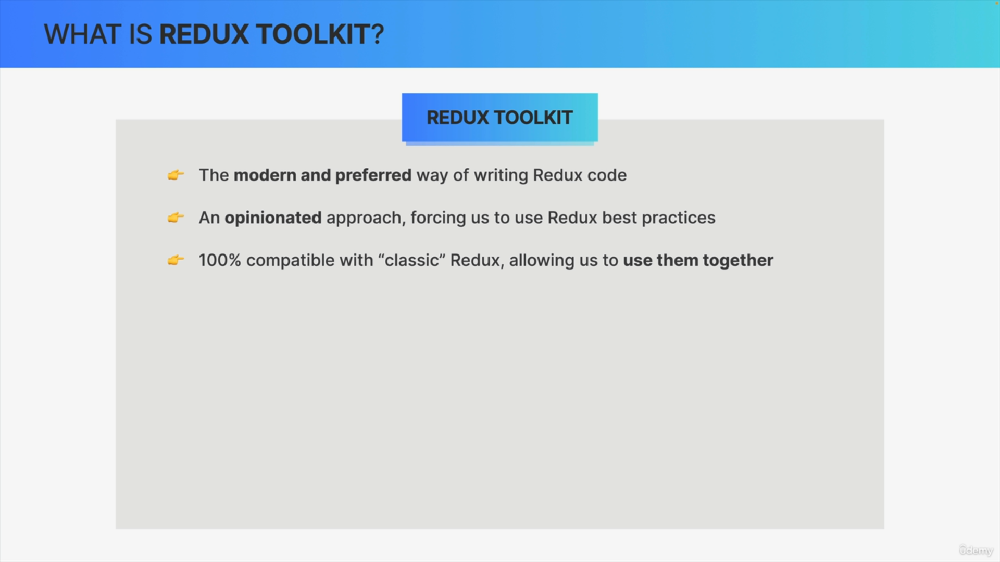 WHAT IS REDUX TOOLKIT?
REDUX TOOLKIT
👉 The modern and preferred way of writing Redux code
👉 An opinionated approach, forcing us to use Redux best practices
👉 100% compatible with “classic” Redux, allowing us to use them together
ûdemy